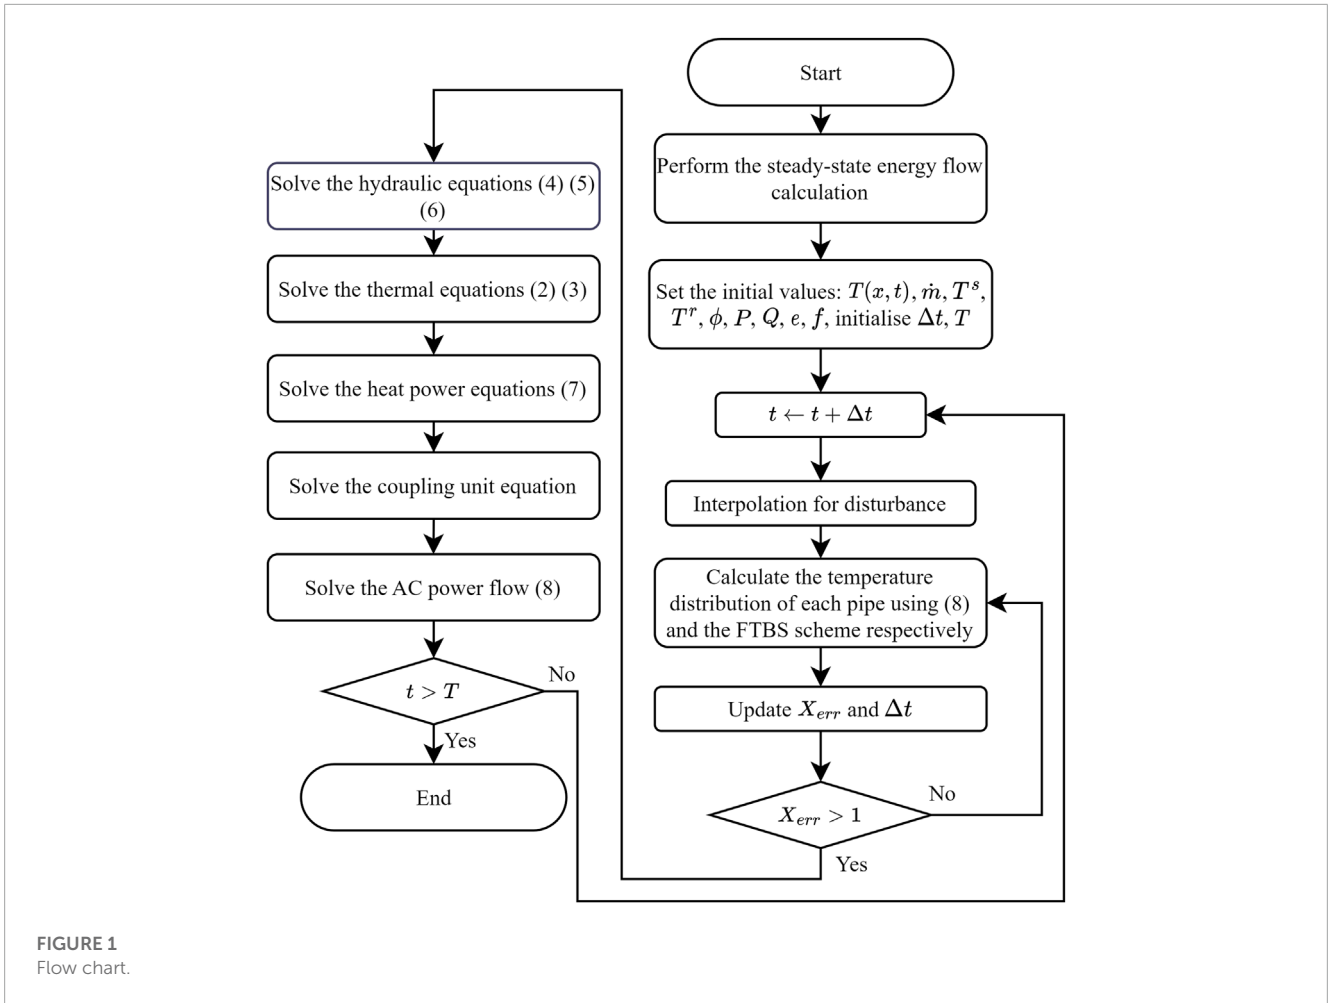 Start
Perform the steady-state energy flow
calculation
Set the initial values: T(x, t), ṁ, Tˢ,
Tʳ, ϕ, P, Q, e, f, initialise Δt, T
t ← t + Δt
Interpolation for disturbance
Calculate the temperature
distribution of each pipe using (8)
and the FTBS scheme respectively
Update X_err and Δt
X_err > 1
No
Yes
Solve the hydraulic equations (4) (5)
(6)
Solve the thermal equations (2) (3)
Solve the heat power equations (7)
Solve the coupling unit equation
Solve the AC power flow (8)
t > T
No
Yes
End
FIGURE 1
Flow chart.